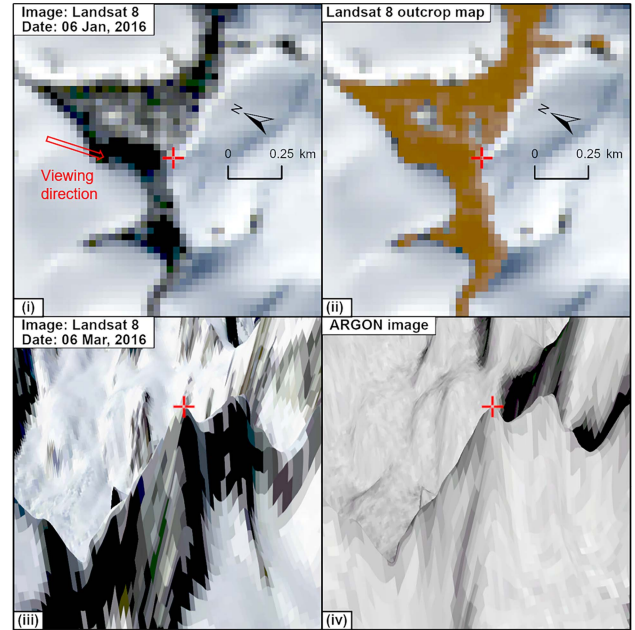 Image: Landsat 8
Date: 06 Jan, 2016
N
0 0.25 km
Viewing
direction
(i)
Landsat 8 outcrop map
N
0 0.25 km
(ii)
Image: Landsat 8
Date: 06 Mar, 2016
(iii)
ARGON image
(iv)